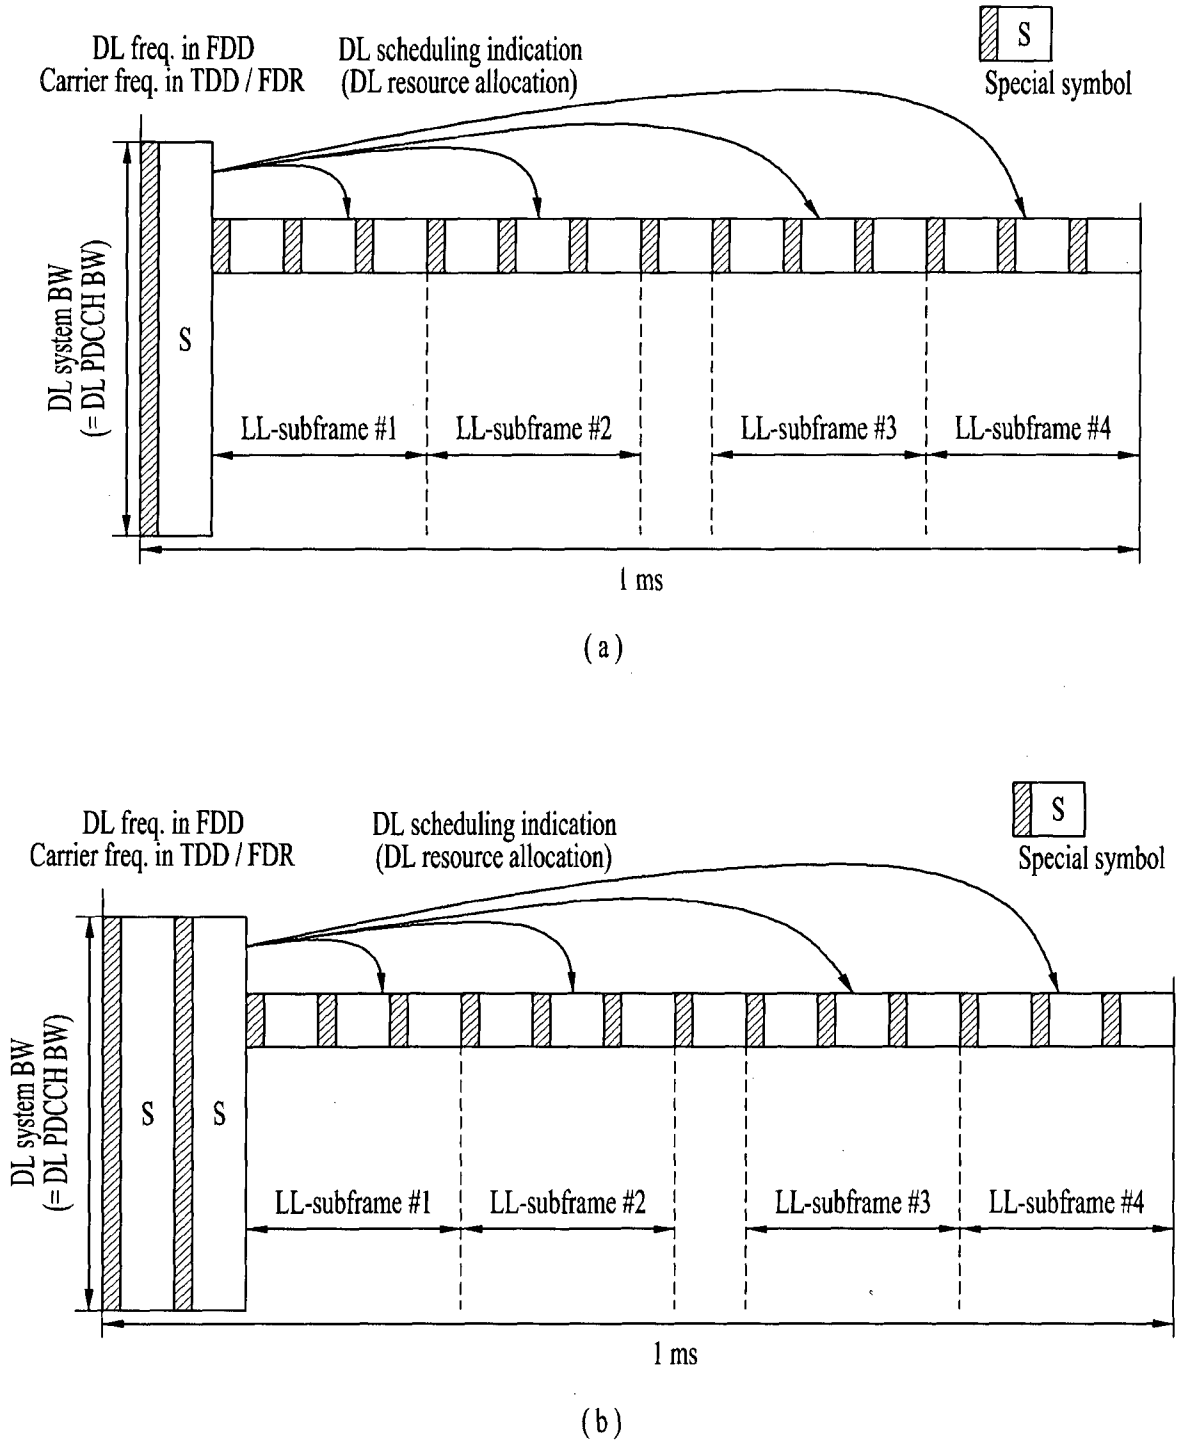 DL freq. in FDD
Carrier freq. in TDD / FDR
DL scheduling indication
(DL resource allocation)
S
Special symbol
DL system BW
(= DL PDCCH BW)
S
LL-subframe #1
LL-subframe #2
LL-subframe #3
LL-subframe #4
1 ms
(a)
DL freq. in FDD
Carrier freq. in TDD / FDR
DL scheduling indication
(DL resource allocation)
S
Special symbol
DL system BW
(= DL PDCCH BW)
S
S
LL-subframe #1
LL-subframe #2
LL-subframe #3
LL-subframe #4
1 ms
(b)